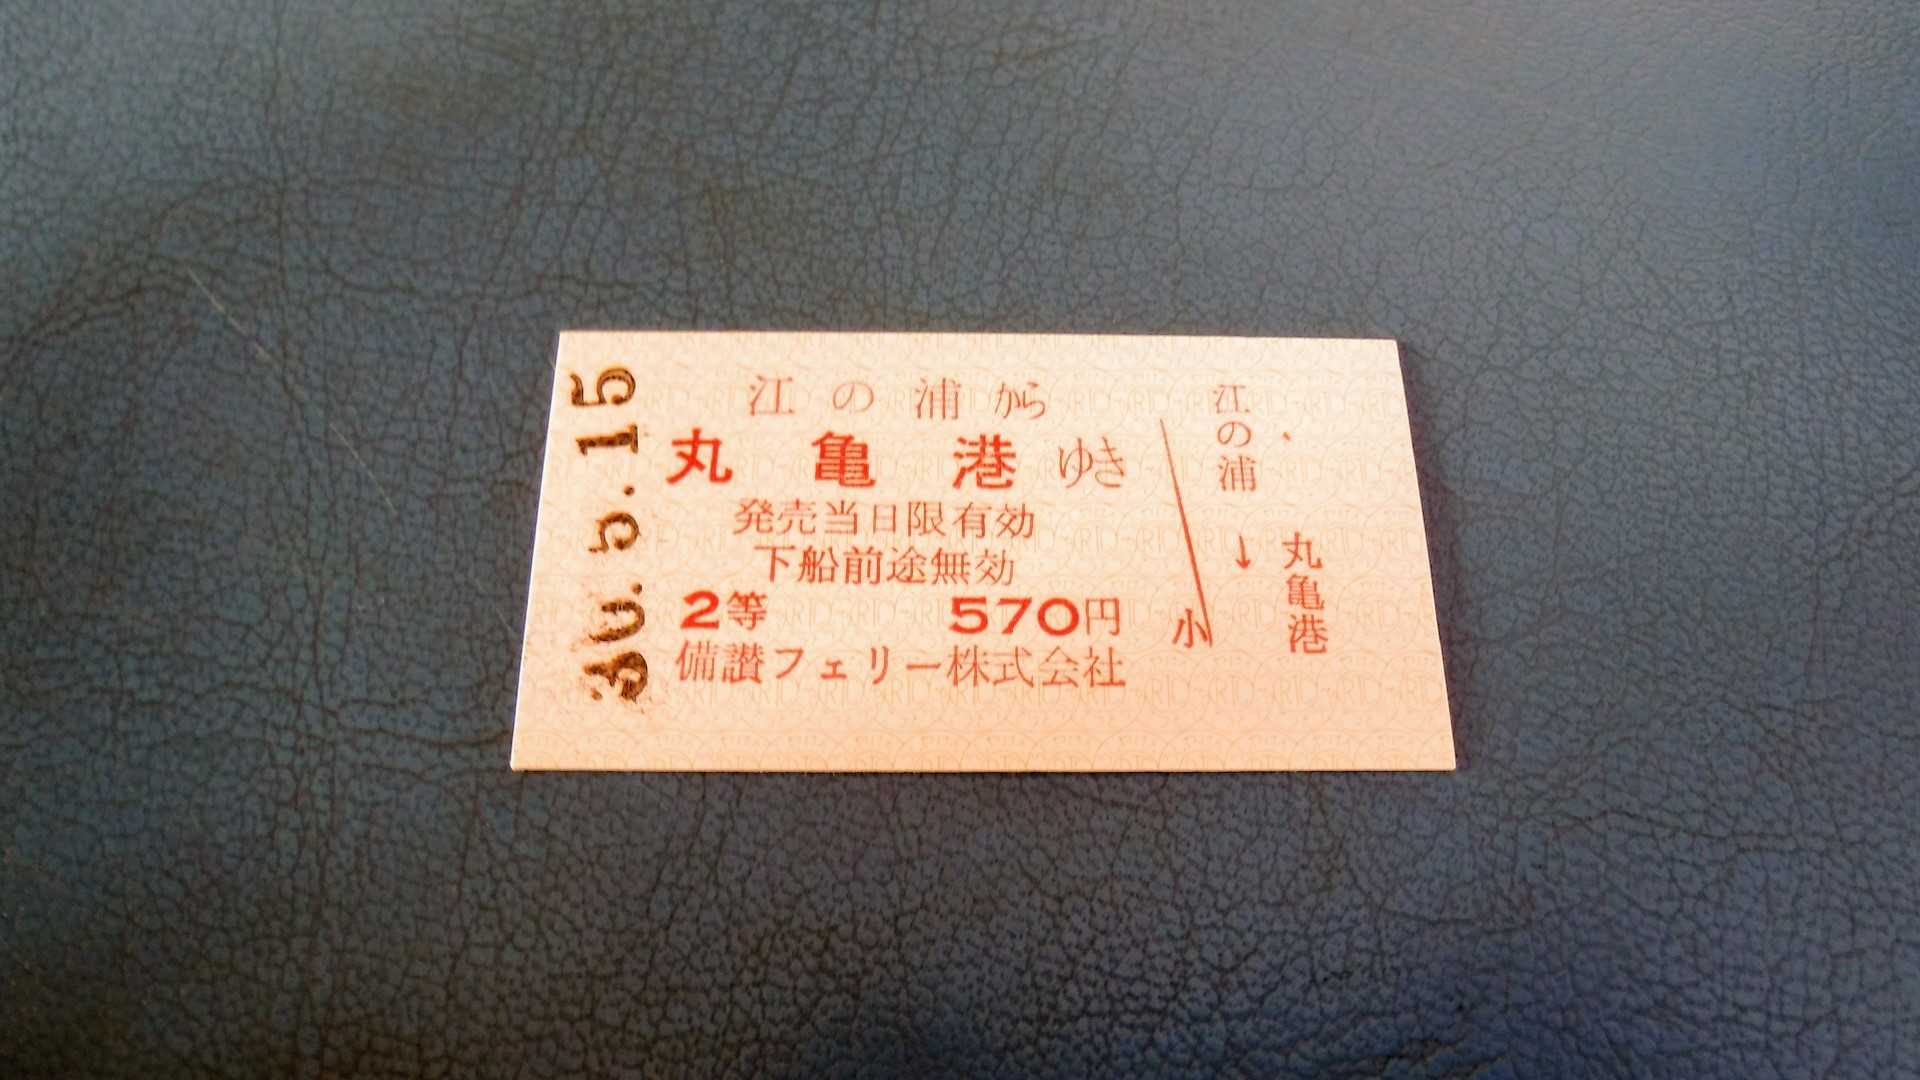 30.5.15
江の浦から
丸亀港ゆき
発売当日限有効
下船前途無効
2等 570円
備讃フェリー株式会社
小
江の浦
↓
丸亀港